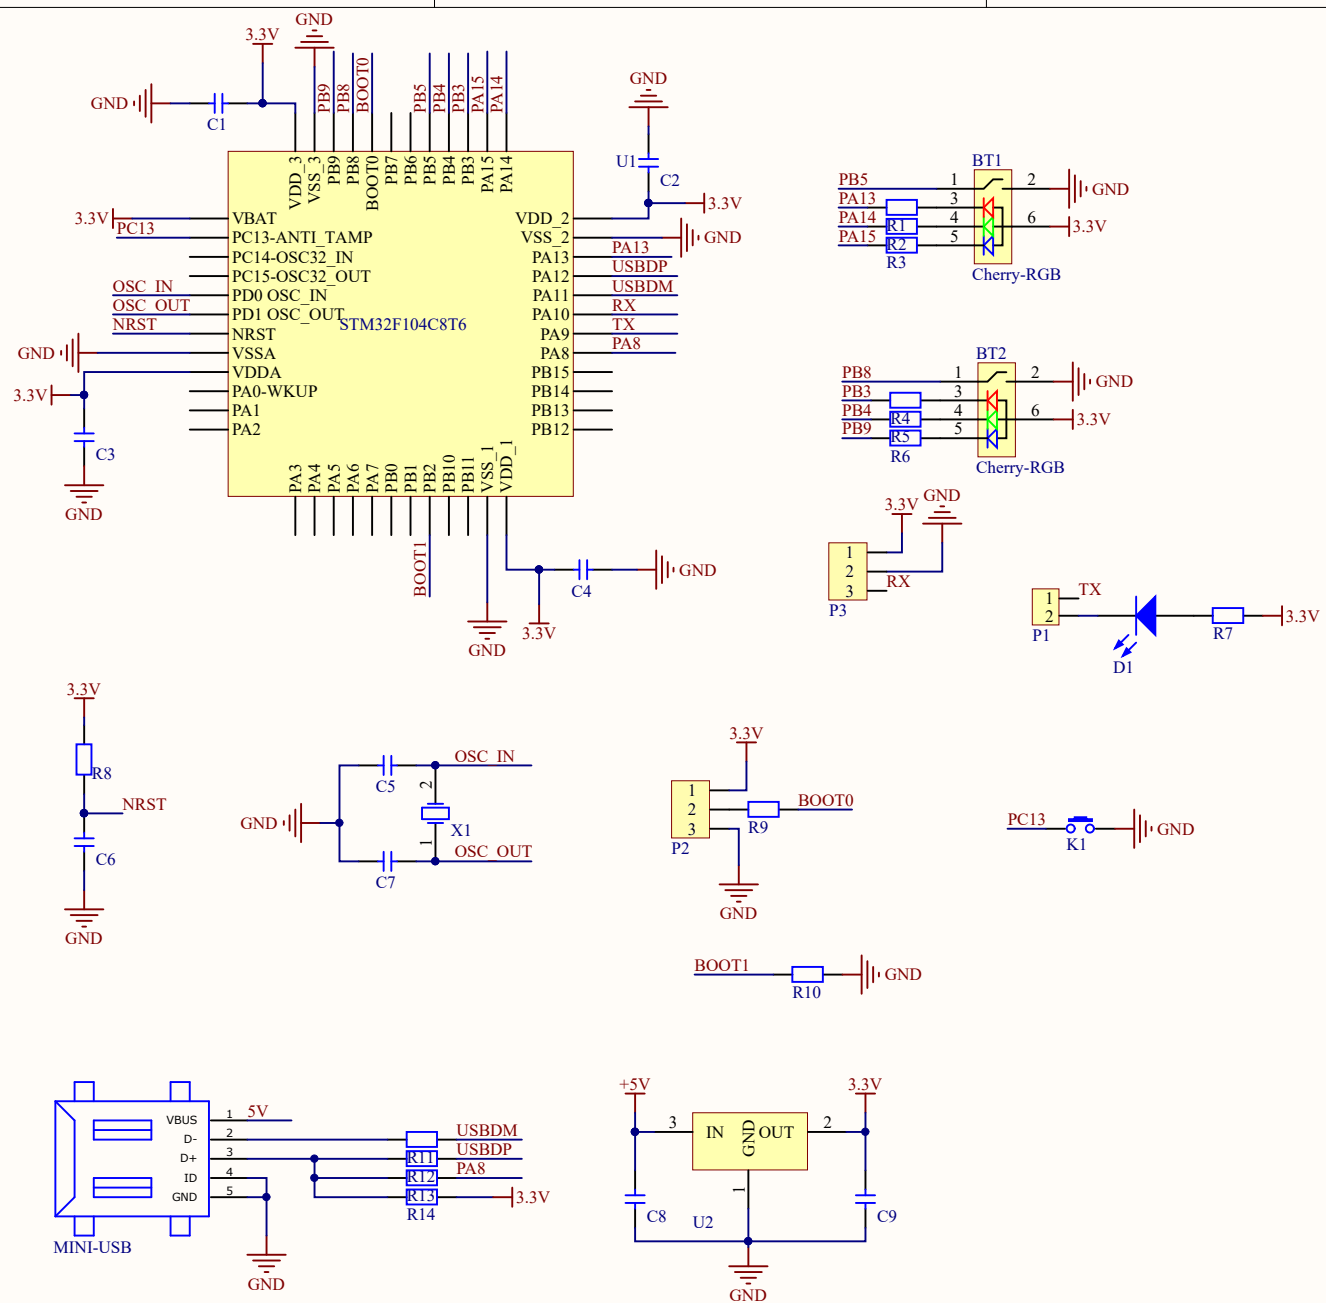 GND
3.3V
GND
C1
PB9
PB8
BOOT0
PB5
PB4
PB3
PA15
PA14
VDD_3
VSS_3
PB9
PB8
BOOT0
PB7
PB6
PB5
PB4
PB3
PA15
PA14
GND
U1
C2
3.3V
3.3V
PC13
OSC_IN
OSC_OUT
NRST
GND
3.3V
C3
GND
VBAT
PC13-ANTI_TAMP
PC14-OSC32_IN
PC15-OSC32_OUT
PD0 OSC_IN
PD1 OSC_OUT
NRST
VSSA
VDDA
PA0-WKUP
PA1
PA2
STM32F104C8T6
VDD_2
VSS_2
PA13
PA12
PA11
PA10
PA9
PA8
PB15
PB14
PB13
PB12
GND
PA13
USBDP
USBDM
RX
TX
PA8
PA3
PA4
PA5
PA6
PA7
PB0
PB1
PB2
PB10
PB11
VSS_1
VDD_1
BOOT1
GND
3.3V
C4
GND
BT1
PB5 1 2 GND
PA13 3
PA14 R1 4 6 3.3V
PA15 R2 5
R3
Cherry-RGB
BT2
PB8 1 2 GND
PB3 3
PB4 R4 4 6 3.3V
PB9 R5 5
R6
Cherry-RGB
3.3V GND
1
2
3 RX
P3
1 TX
2
P1
D1
R7
3.3V
3.3V
R8
NRST
C6
GND
GND
C5
OSC_IN
2
X1
1
OSC_OUT
C7
3.3V
1
2
3
P2
R9
BOOT0
GND
PC13
K1
GND
BOOT1
R10
GND
VBUS 1 5V
D- 2 USBDM
D+ 3 R11 USBDP
ID 4 R12 PA8
GND 5 R13 3.3V
R14
MINI-USB
GND
+5V
3.3V
3 IN GND OUT 2
1
C8
U2
C9
GND